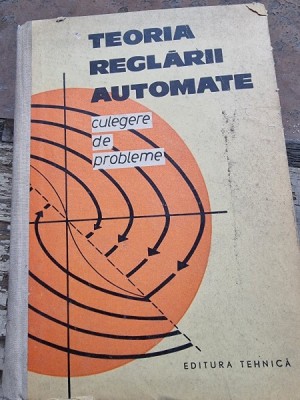 TEORIA
REGLĂRII
AUTOMATE
culegere
de
probleme
EDITURA TEHNICĂ